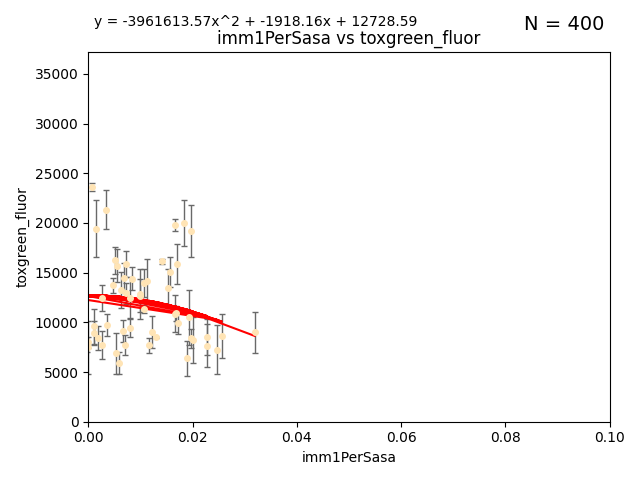 y = -3961613.57x^2 + -1918.16x + 12728.59
N = 400
imm1PerSasa vs toxgreen_fluor
35000
30000
25000
20000
15000
10000
5000
0
toxgreen_fluor
0.00 0.02 0.04 0.06 0.08 0.10
imm1PerSasa